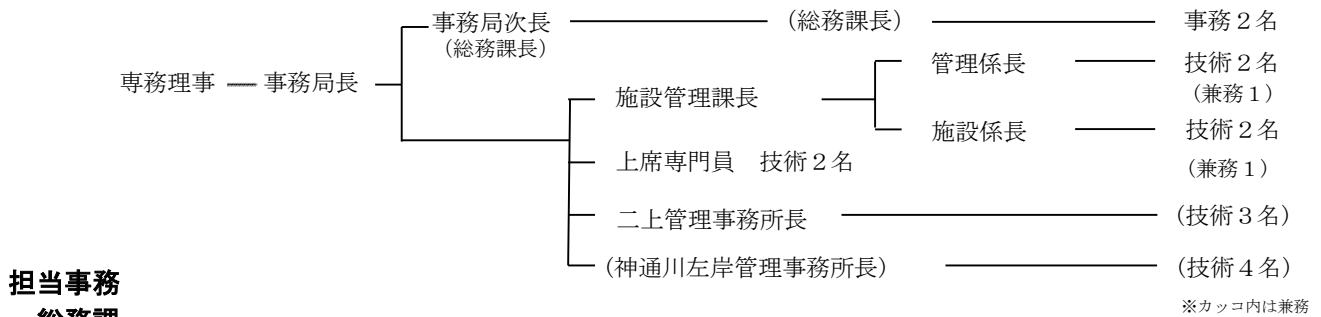 事務局次長 (総務課長) 事務２名
(総務課長)
専務理事 事務局長
管理係長 技術２名
(兼務１)
施設管理課長
施設係長 技術２名
(兼務１)
上席専門員　技術２名
二上管理事務所長 (技術３名)
(神通川左岸管理事務所長) (技術４名)
※カッコ内は兼務
担当事務
総務課